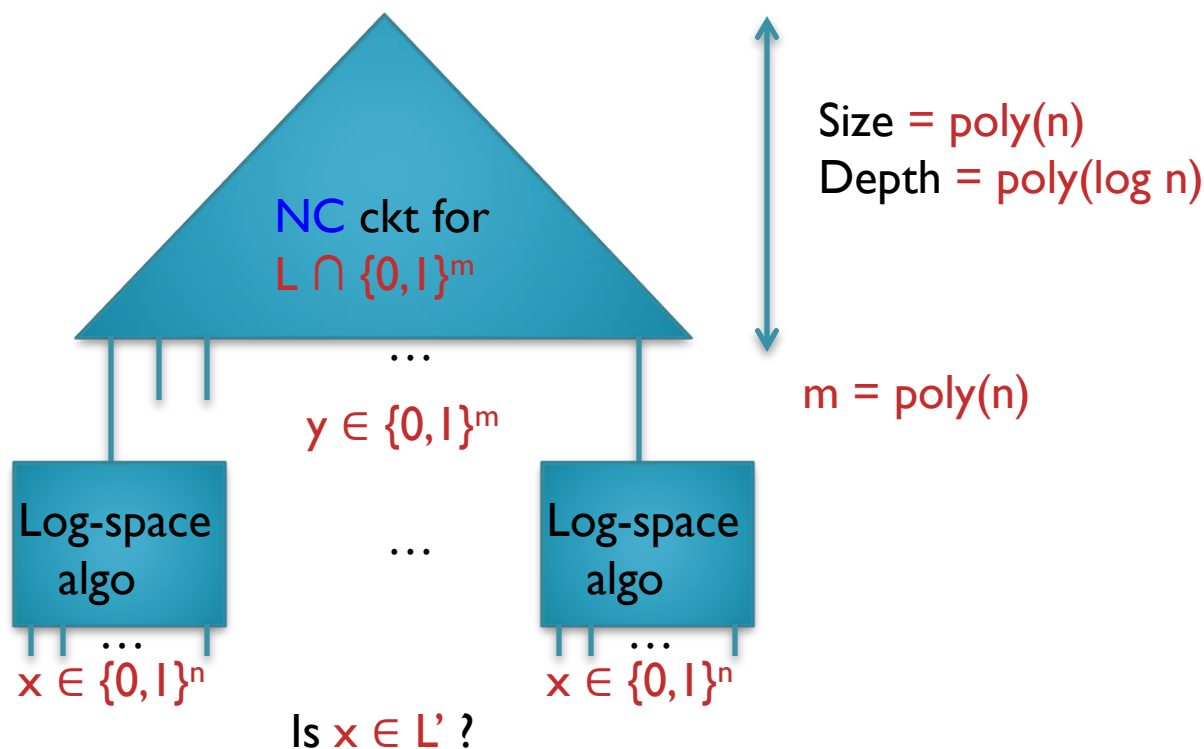 Size = poly(n)
Depth = poly(log n)
NC ckt for
L ∩ {0,1}ᵐ
…
m = poly(n)
y ∈ {0,1}ᵐ
Log-space
algo
…
Log-space
algo
…
…
x ∈ {0,1}ⁿ
x ∈ {0,1}ⁿ
Is x ∈ L’ ?